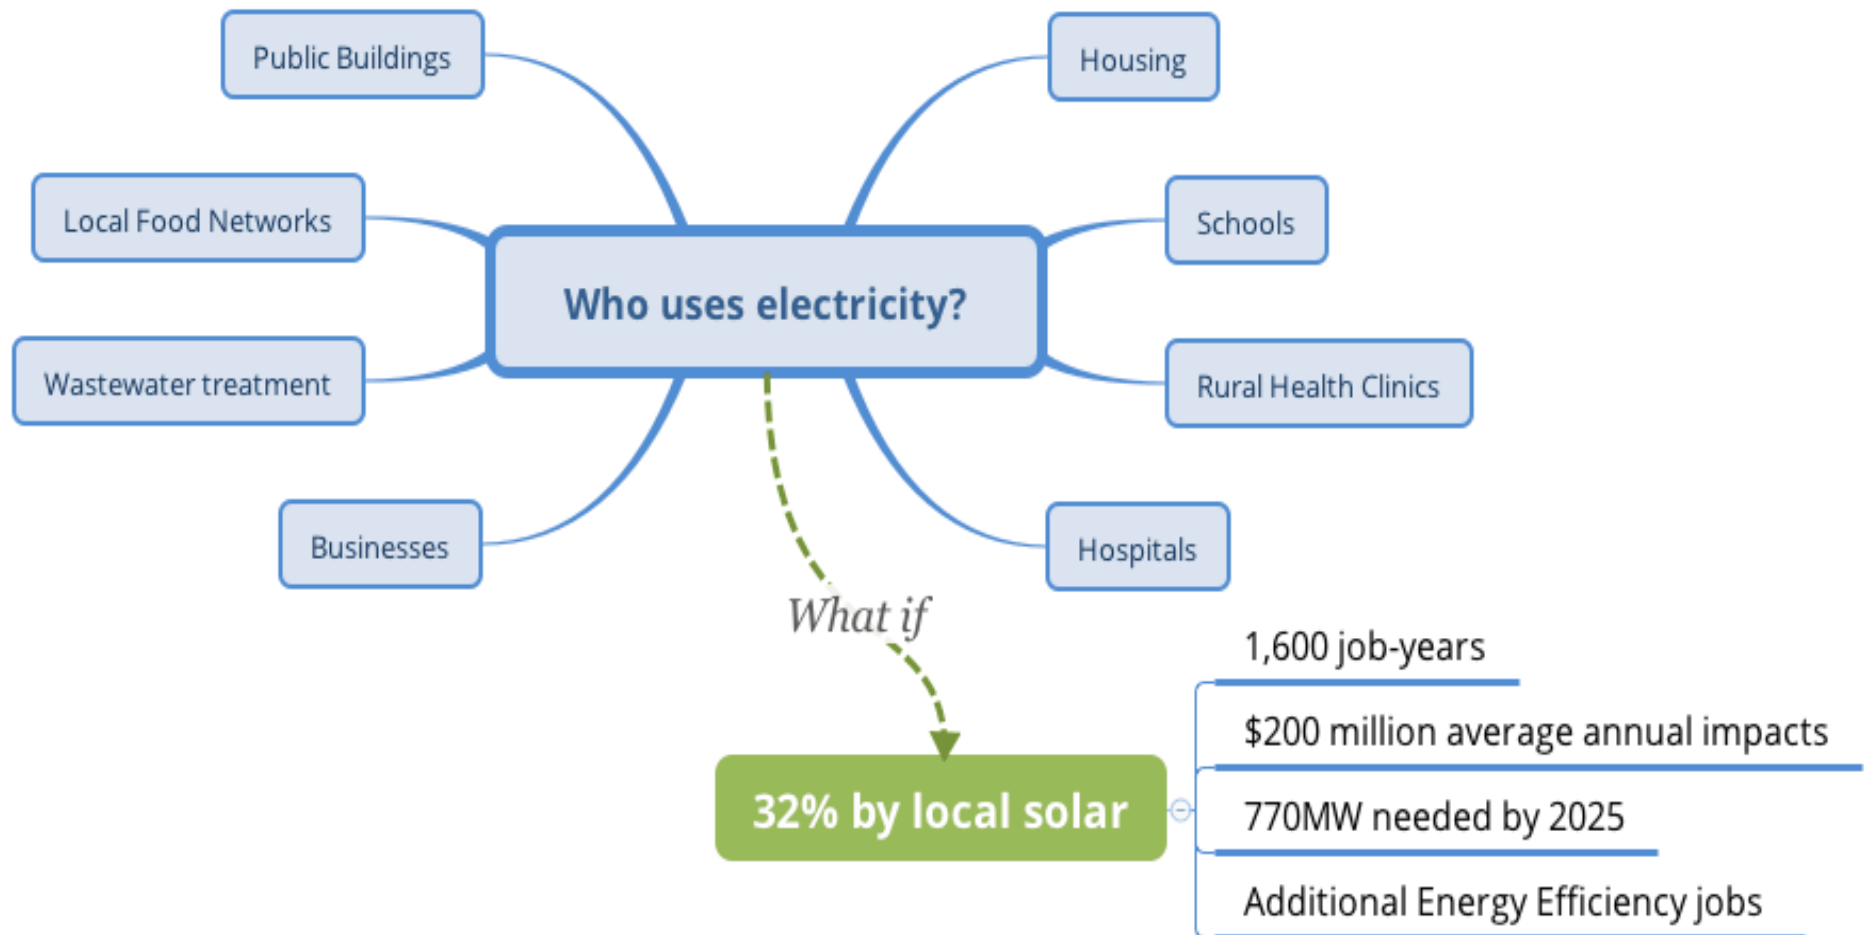 Public Buildings
Housing
Local Food Networks
Schools
Who uses electricity?
Wastewater treatment
Rural Health Clinics
Businesses
Hospitals
What if
32% by local solar
1,600 job-years
$200 million average annual impacts
770MW needed by 2025
Additional Energy Efficiency jobs